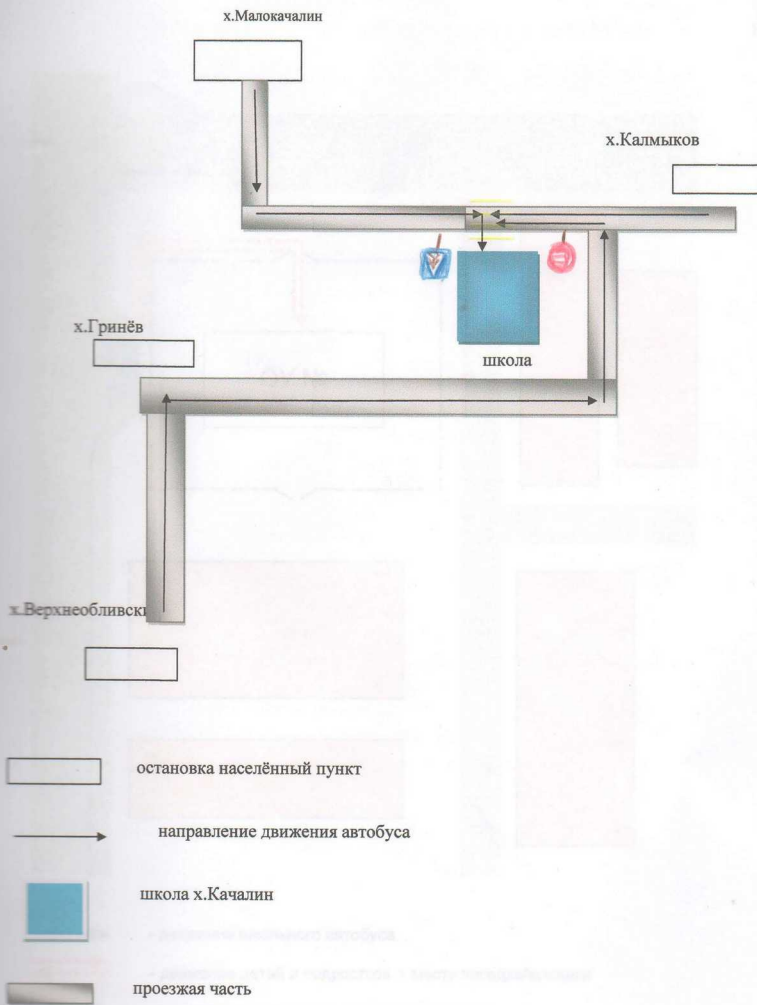 х.Малокачалин
х.Калмыков
х.Гринёв
школа
х.Верхнеобливски
остановка населённый пункт
направление движения автобуса
школа х.Качалин
проезжая часть